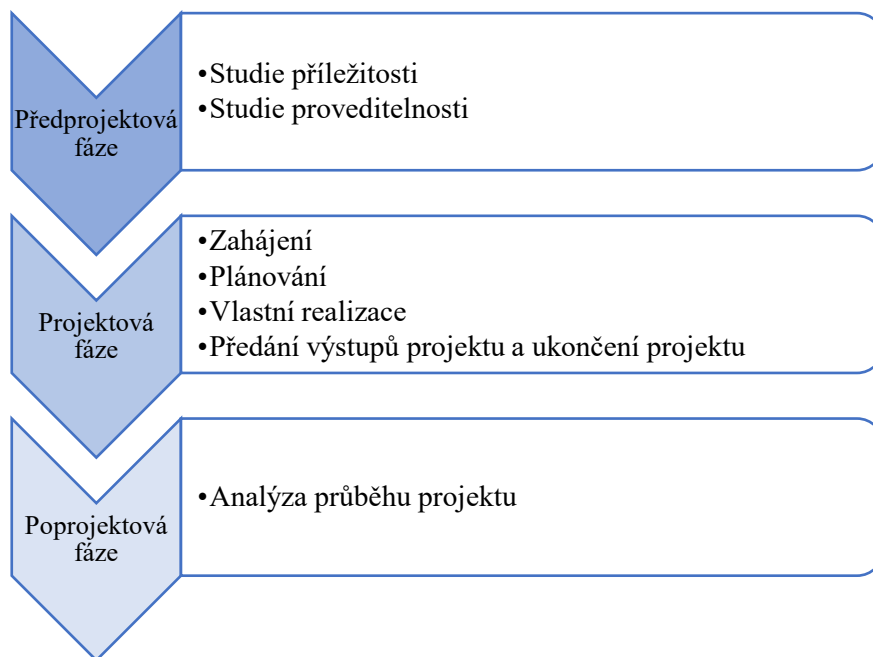 Předprojektová
fáze
•Studie příležitosti
•Studie proveditelnosti
Projektová
fáze
•Zahájení
•Plánování
•Vlastní realizace
•Předání výstupů projektu a ukončení projektu
Poprojektová
fáze
•Analýza průběhu projektu